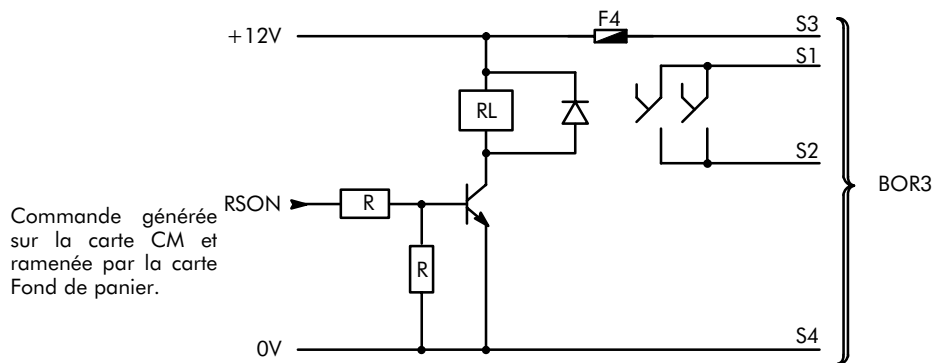 F4
S3
+12V
S1
RL
S2
BOR3
RSON
R
Commande générée
sur la carte CM et
ramenée par la carte
Fond de panier.
R
S4
0V